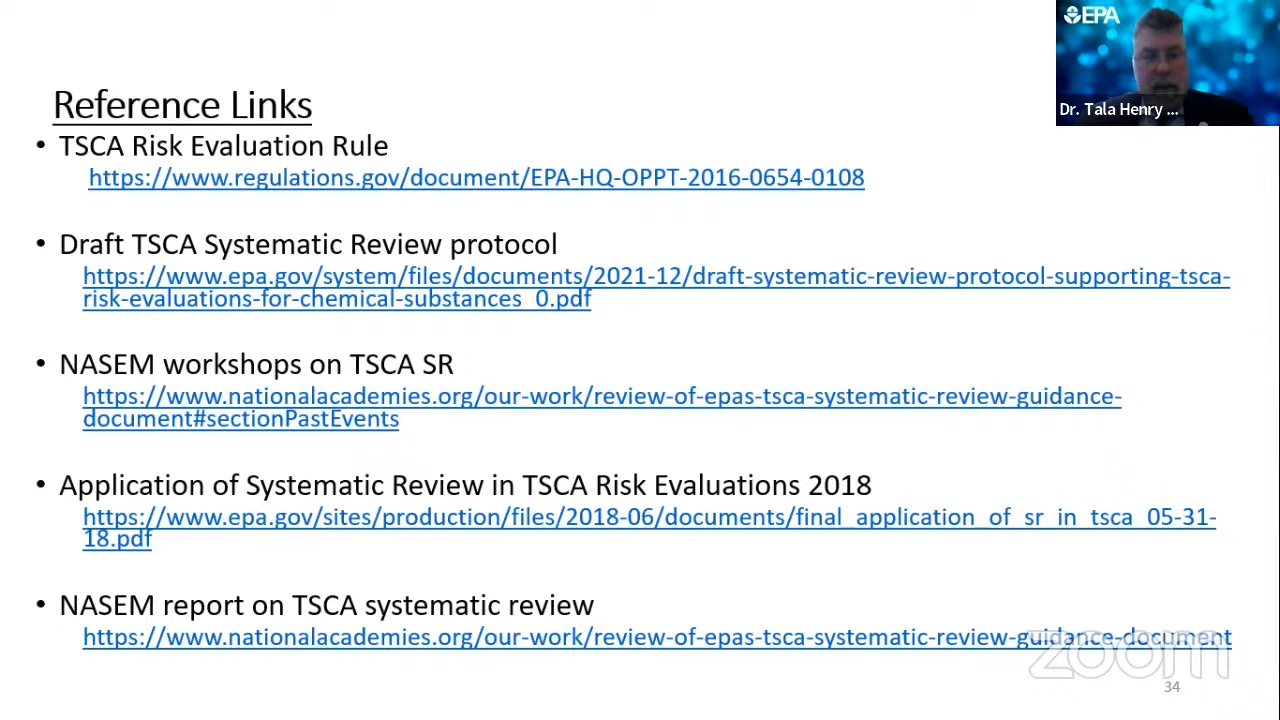 EPA
Dr. Tala Henry ...
Reference Links
• TSCA Risk Evaluation Rule
https://www.regulations.gov/document/EPA-HQ-OPPT-2016-0654-0108
• Draft TSCA Systematic Review protocol
https://www.epa.gov/system/files/documents/2021-12/draft-systematic-review-protocol-supporting-tsca-
risk-evaluations-for-chemical-substances_0.pdf
• NASEM workshops on TSCA SR
https://www.nationalacademies.org/our-work/review-of-epas-tsca-systematic-review-guidance-
document#sectionPastEvents
• Application of Systematic Review in TSCA Risk Evaluations 2018
https://www.epa.gov/sites/production/files/2018-06/documents/final_application_of_sr_in_tsca_05-31-
18.pdf
• NASEM report on TSCA systematic review
https://www.nationalacademies.org/our-work/review-of-epas-tsca-systematic-review-guidance-document
zoom
34